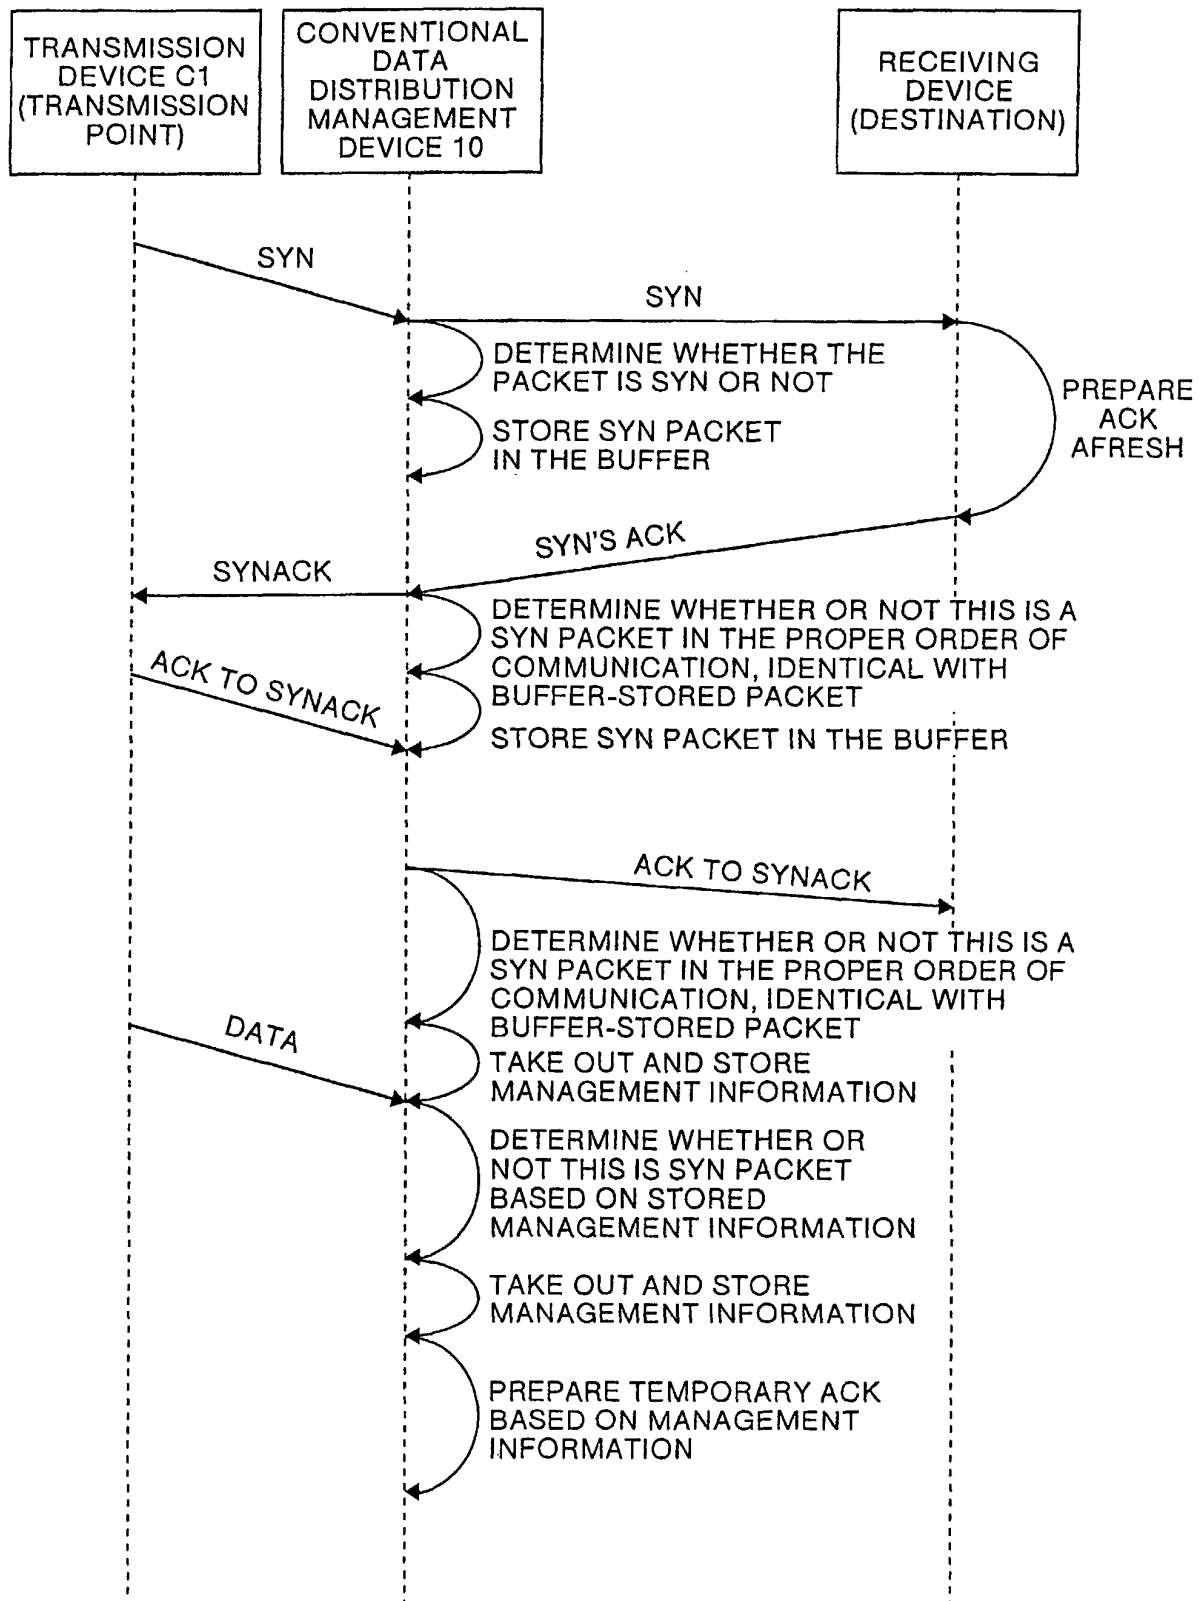 TRANSMISSION
DEVICE C1
(TRANSMISSION
POINT)
CONVENTIONAL
DATA
DISTRIBUTION
MANAGEMENT
DEVICE 10
RECEIVING
DEVICE
(DESTINATION)
SYN
SYN
DETERMINE WHETHER THE
PACKET IS SYN OR NOT
PREPARE
ACK
AFRESH
STORE SYN PACKET
IN THE BUFFER
SYN'S ACK
SYNACK
DETERMINE WHETHER OR NOT THIS IS A
SYN PACKET IN THE PROPER ORDER OF
COMMUNICATION, IDENTICAL WITH
BUFFER-STORED PACKET
ACK TO SYNACK
STORE SYN PACKET IN THE BUFFER
ACK TO SYNACK
DETERMINE WHETHER OR NOT THIS IS A
SYN PACKET IN THE PROPER ORDER OF
COMMUNICATION, IDENTICAL WITH
BUFFER-STORED PACKET
DATA
TAKE OUT AND STORE
MANAGEMENT INFORMATION
DETERMINE WHETHER OR
NOT THIS IS SYN PACKET
BASED ON STORED
MANAGEMENT INFORMATION
TAKE OUT AND STORE
MANAGEMENT INFORMATION
PREPARE TEMPORARY ACK
BASED ON MANAGEMENT
INFORMATION